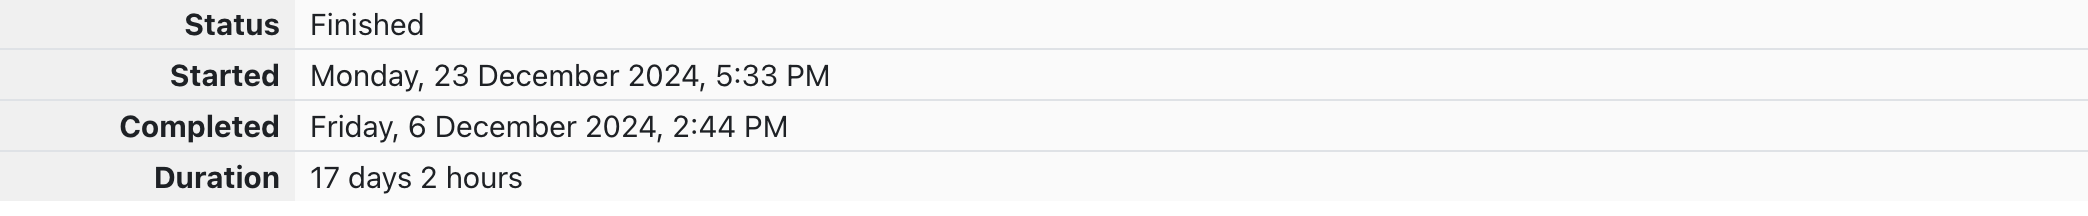 Status Finished
Started Monday, 23 December 2024, 5:33 PM
Completed Friday, 6 December 2024, 2:44 PM
Duration 17 days 2 hours